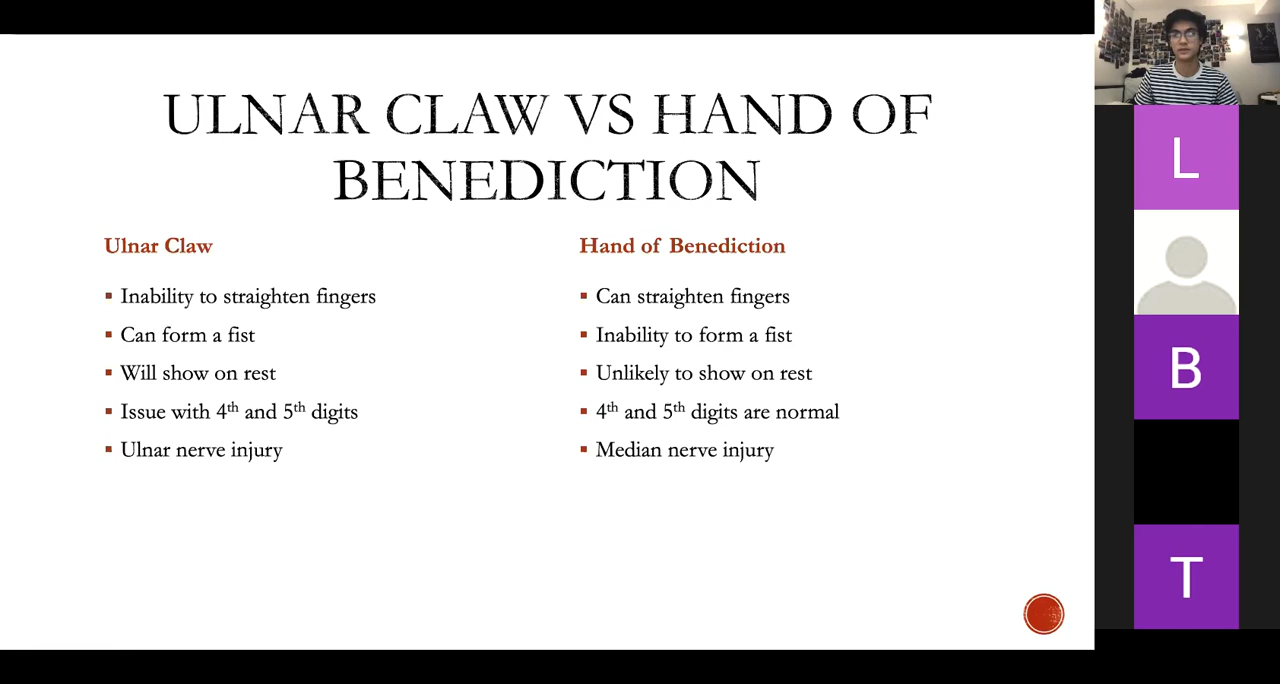 ULNAR CLAW VS HAND OF
BENEDICTION
Ulnar Claw
Inability to straighten fingers
Can form a fist
Will show on rest
Issue with 4th and 5th digits
Ulnar nerve injury
Hand of Benediction
Can straighten fingers
Inability to form a fist
Unlikely to show on rest
4th and 5th digits are normal
Median nerve injury
L
B
T